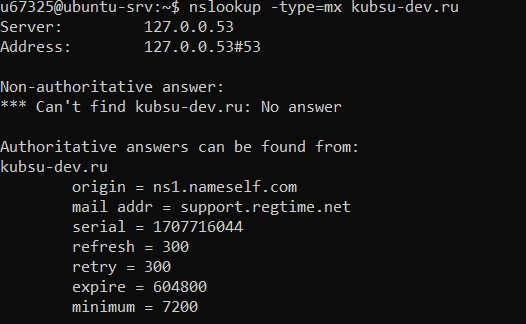 u67325@ubuntu-srv:~$ nslookup -type=mx kubsu-dev.ru
Server:         127.0.0.53
Address:        127.0.0.53#53
Non-authoritative answer:
*** Can't find kubsu-dev.ru: No answer
Authoritative answers can be found from:
kubsu-dev.ru
        origin = ns1.nameself.com
        mail addr = support.regtime.net
        serial = 1707716044
        refresh = 300
        retry = 300
        expire = 604800
        minimum = 7200